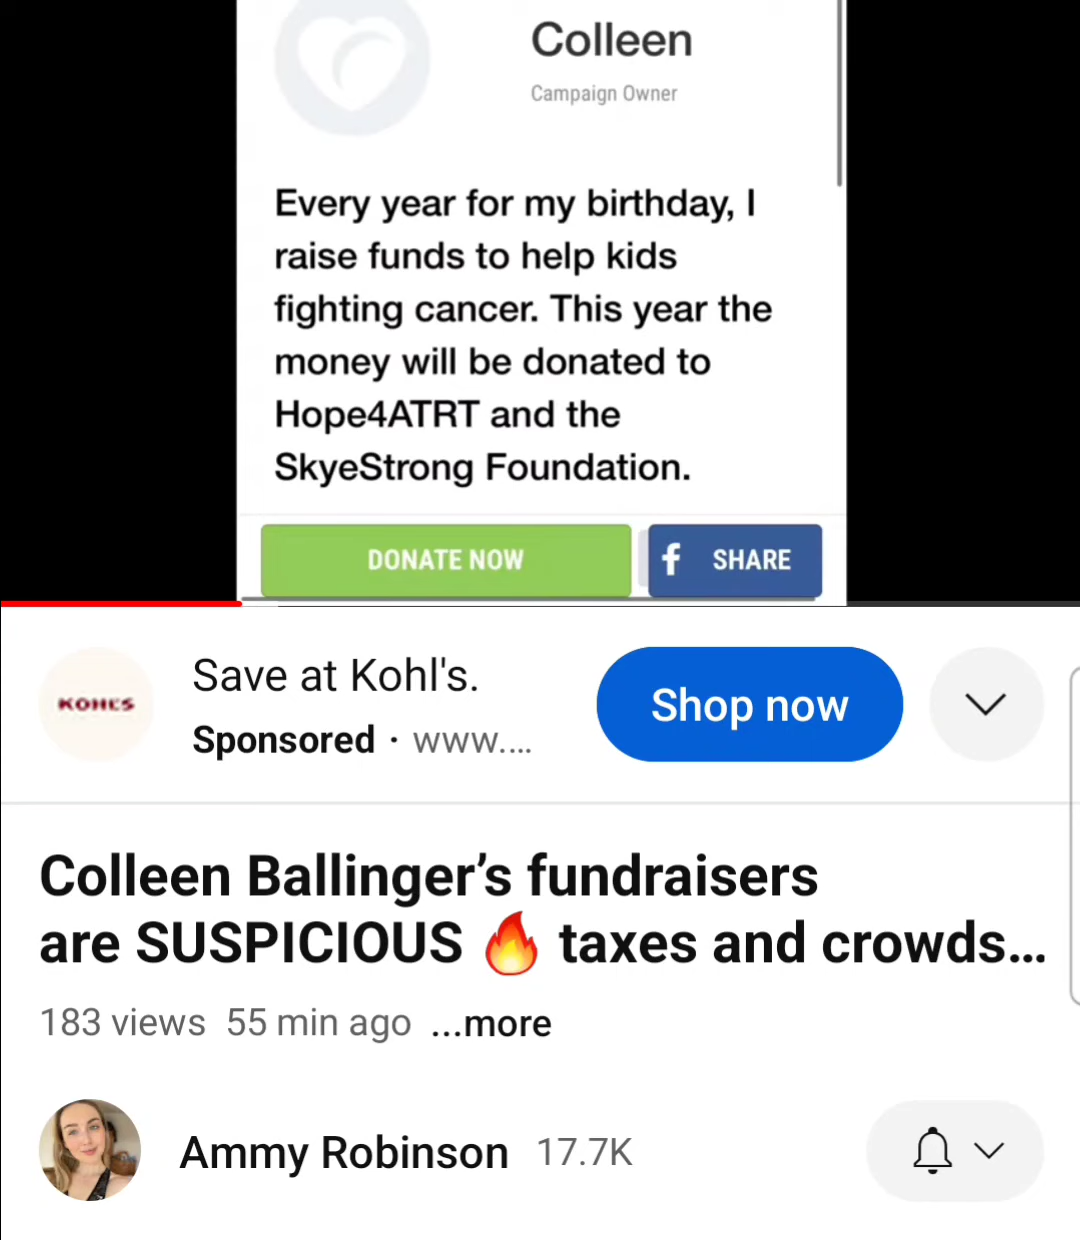 Colleen
Campaign Owner
Every year for my birthday, I
raise funds to help kids
fighting cancer. This year the
money will be donated to
Hope4ATRT and the
SkyeStrong Foundation.
DONATE NOW
f SHARE
KOHL'S
Save at Kohl's.
Sponsored · www....
Shop now
Colleen Ballinger’s fundraisers
are SUSPICIOUS 🔥 taxes and crowds...
183 views 55 min ago ...more
Ammy Robinson 17.7K